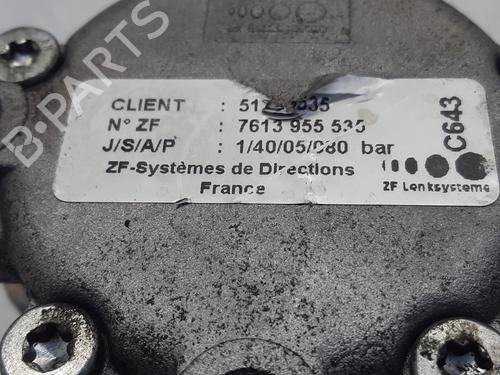 CLIENT :
N° ZF : 7613 955 535
J/S/A/P : 1/40/05/080 bar
ZF-Systèmes de Directions
France
C643
ZF Lenksysteme
B-Parts